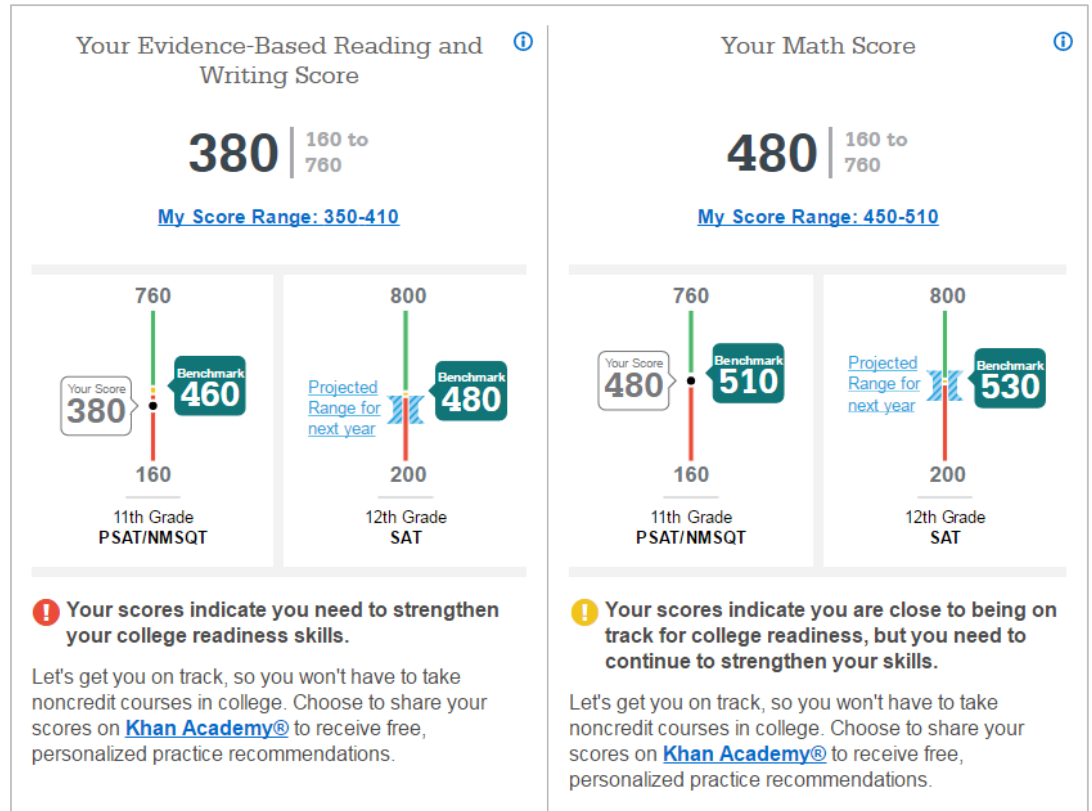 Your Evidence-Based Reading and
Writing Score
380
160 to
760
My Score Range: 350-410
760
Your Score
380
Benchmark
460
160
11th Grade
PSAT/NMSQT
800
Projected
Range for
next year
Benchmark
480
200
12th Grade
SAT
! Your scores indicate you need to strengthen
your college readiness skills.
Let's get you on track, so you won't have to take
noncredit courses in college. Choose to share your
scores on Khan Academy® to receive free,
personalized practice recommendations.
Your Math Score
480
160 to
760
My Score Range: 450-510
760
Your Score
480
Benchmark
510
160
11th Grade
PSAT/NMSQT
800
Projected
Range for
next year
Benchmark
530
200
12th Grade
SAT
! Your scores indicate you are close to being on
track for college readiness, but you need to
continue to strengthen your skills.
Let's get you on track, so you won't have to take
noncredit courses in college. Choose to share your
scores on Khan Academy® to receive free,
personalized practice recommendations.